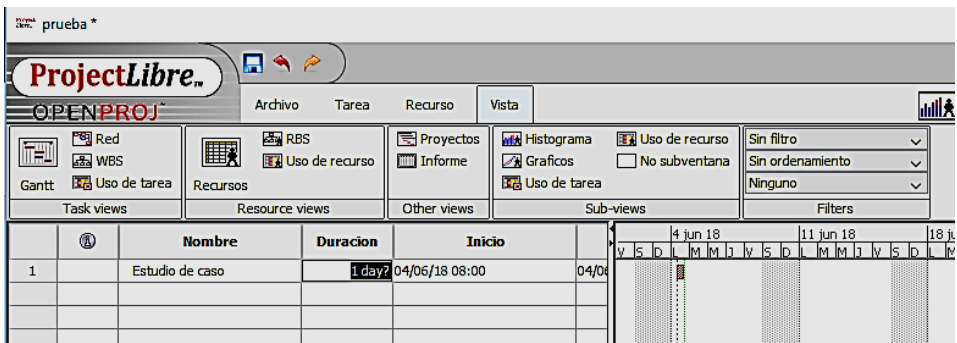 prueba *
ProjectLibre™
OPENPROJ
Archivo Tarea Recurso Vista
Red RBS Proyectos Histograma Uso de recurso Sin filtro
WBS Uso de recurso Informe Graficos No subventana Sin ordenamiento
Gantt Uso de tarea Recursos Uso de tarea Ninguno
Task views Resource views Other views Sub-views Filters
Nombre Duracion Inicio 4 jun 18 11 jun 18 18 ju
V S D L M M J V S D L M M J V S D L M
1 Estudio de caso 1 day? 04/06/18 08:00 04/06